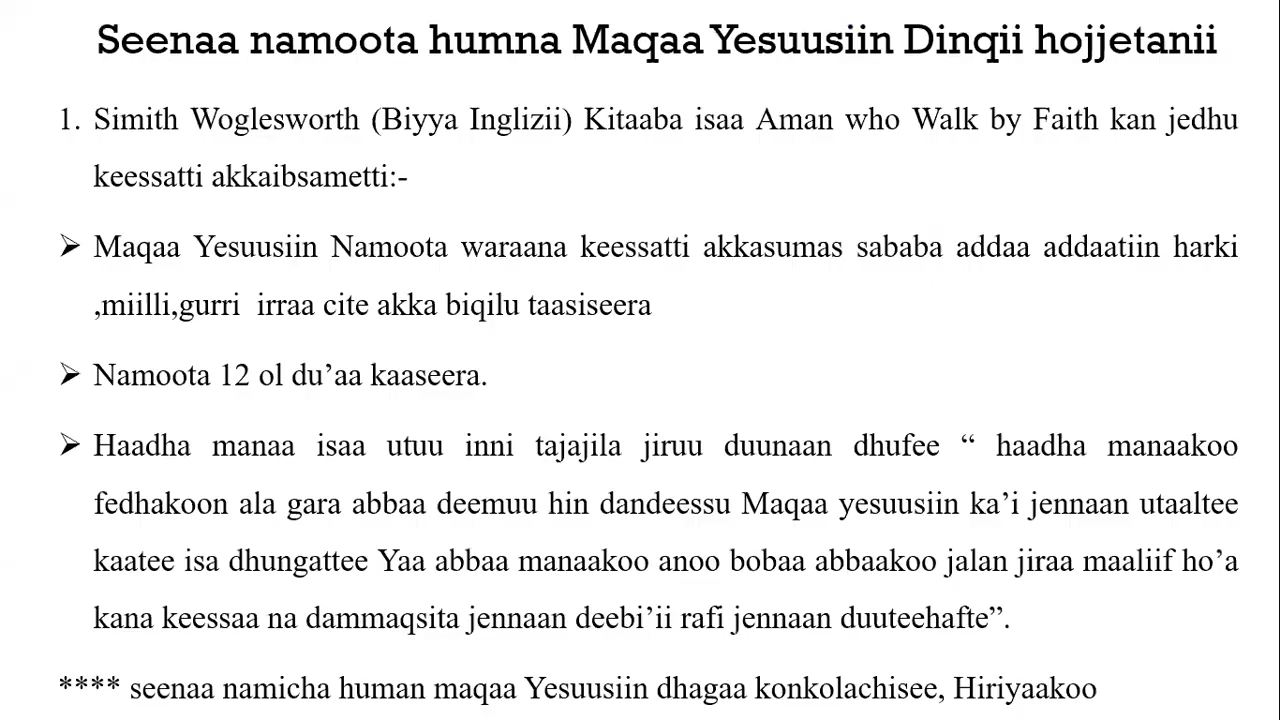 Seenaa namoota humna Maqaa Yesuusiin Dinqii hojjetanii
1. Simith Woglesworth (Biyya Inglizii) Kitaaba isaa Aman who Walk by Faith kan jedhu
keessatti akkaibsametti:-
➢ Maqaa Yesuusiin Namoota waraana keessatti akkasumas sababa addaa addaatiin harki
,miilli,gurri irraa cite akka biqilu taasiseera
➢ Namoota 12 ol du’aa kaaseera.
➢ Haadha manaa isaa utuu inni tajajila jiruu duunaan dhufee “ haadha manaakoo
fedhakoon ala gara abbaa deemuu hin dandeessu Maqaa yesuusiin ka’i jennaan utaaltee
kaatee isa dhungattee Yaa abbaa manaakoo anoo bobaa abbaakoo jalan jiraa maaliif ho’a
kana keessaa na dammaqsita jennaan deebi’ii rafi jennaan duuteehafte”.
**** seenaa namicha human maqaa Yesuusiin dhagaa konkolachisee, Hiriyaakoo